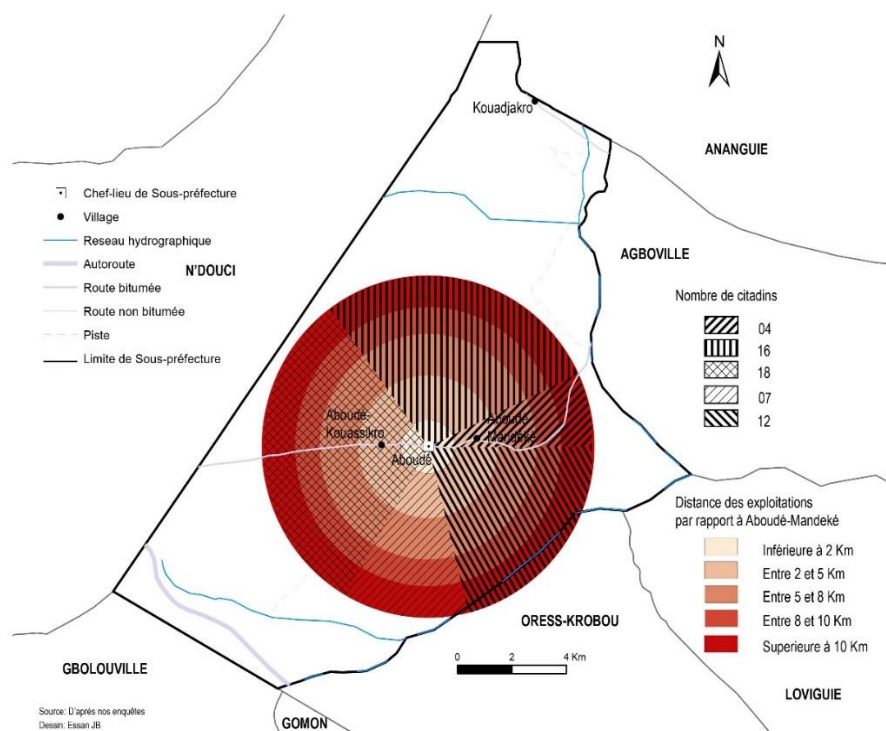 N
Kouadjakro
ANANGUIE
Chef-lieu de Sous-préfecture
Village
Reseau hydrographique
Autoroute
Route bitumée
Route non bitumée
Piste
Limite de Sous-préfecture
N'DOUCI
AGBOVILLE
Nombre de citadins
04
16
18
07
12
Aboudé-
Kouassikro
Aboudé-
Mandeké
Aboudé
Distance des exploitations
par rapport à Aboudé-Mandeké
Inférieure à 2 Km
Entre 2 et 5 Km
Entre 5 et 8 Km
Entre 8 et 10 Km
Superieure à 10 Km
ORESS-KROBOU
0 2 4 Km
GBOLOUVILLE
LOVIGUIE
GOMON
Source: D'après nos enquêtes
Dessin: Essan JB